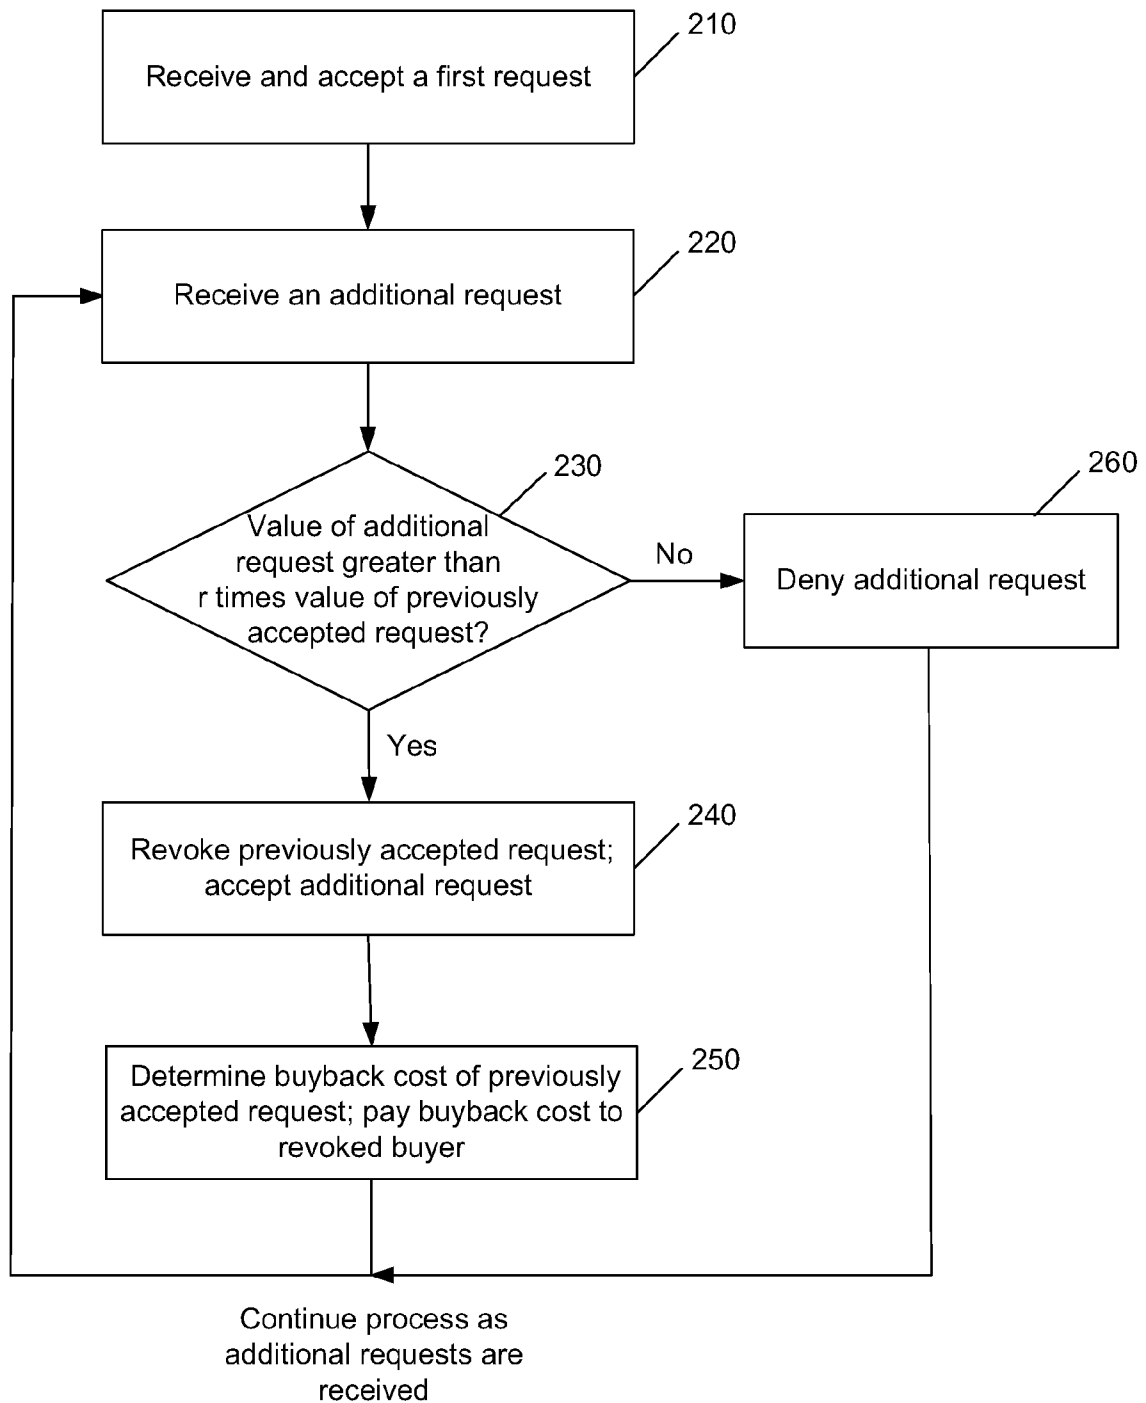 210
Receive and accept a first request
220
Receive an additional request
230
260
Value of additional
request greater than
r times value of previously
accepted request?
No
Deny additional request
Yes
240
Revoke previously accepted request;
accept additional request
250
Determine buyback cost of previously
accepted request; pay buyback cost to
revoked buyer
Continue process as
additional requests are
received